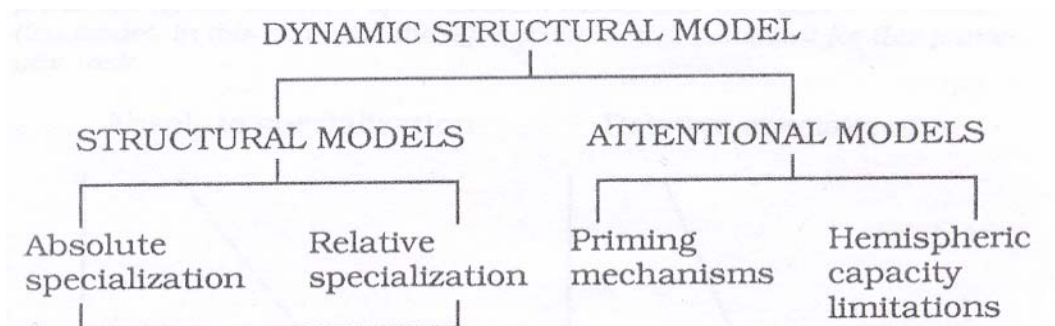 DYNAMIC STRUCTURAL MODEL
STRUCTURAL MODELS
ATTENTIONAL MODELS
Absolute
specialization
Relative
specialization
Priming
mechanisms
Hemispheric
capacity
limitations